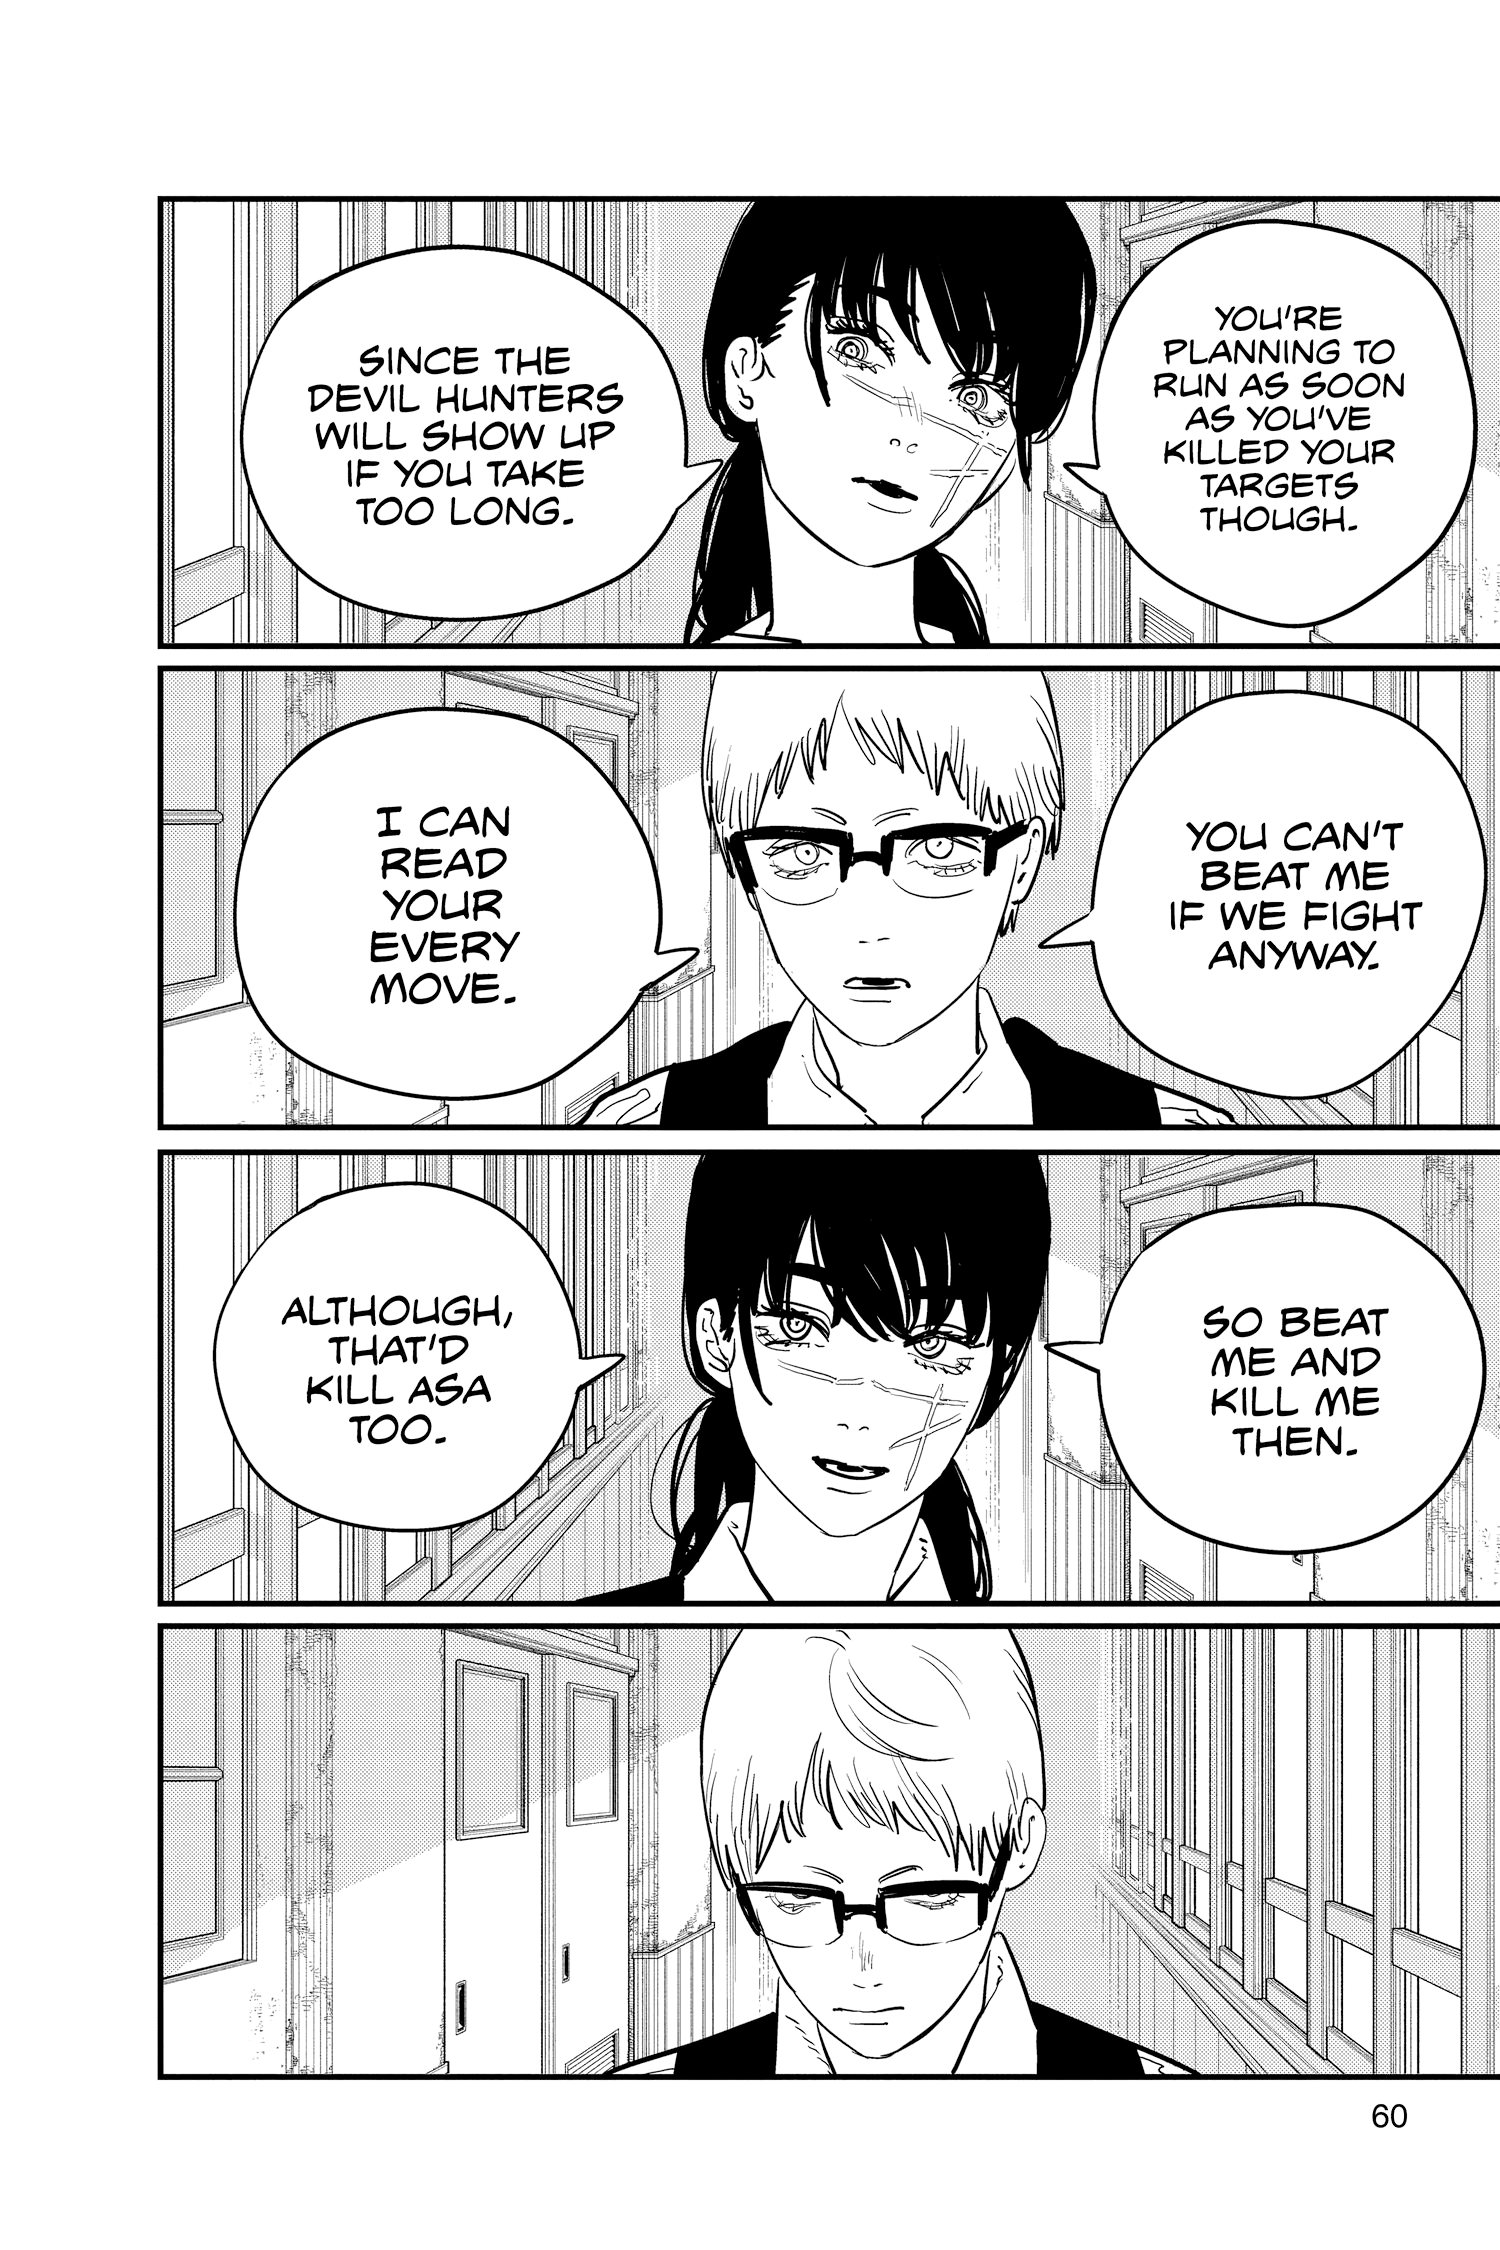 YOU'RE
PLANNING TO
RUN AS SOON
AS YOU'VE
KILLED YOUR
TARGETS
THOUGH.
SINCE THE
DEVIL HUNTERS
WILL SHOW UP
IF YOU TAKE
TOO LONG.
YOU CAN'T
BEAT ME
IF WE FIGHT
ANYWAY.
I CAN
READ
YOUR
EVERY
MOVE.
SO BEAT
ME AND
KILL ME
THEN.
ALTHOUGH,
THAT'D
KILL ASA
TOO.
60